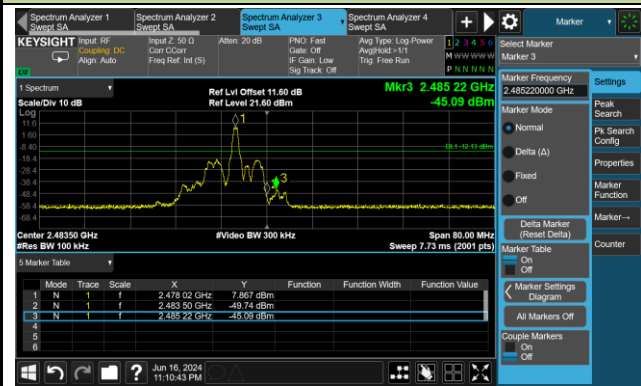 Spectrum Analyzer 1
Swept SA
Spectrum Analyzer 2
Swept SA
Spectrum Analyzer 3
Swept SA
Spectrum Analyzer 4
Swept SA
Marker
KEYSIGHT
Input: RF
Coupling: DC
Align: Auto
Input Z: 50 Ω
Corr CCorr
Freq Ref: Int (S)
Atten: 20 dB
PNO: Fast
Gate: Off
IF Gain: Low
Sig Track: Off
Avg Type: Log-Power
Avg|Hold:>1/1
Trig: Free Run
1 2 3 4 5 6
M W W W W W
P N N N N N
LXI
Select Marker
Marker 3
1 Spectrum
Scale/Div 10 dB
Ref Lvl Offset 11.60 dB
Ref Level 21.60 dBm
Mkr3 2.485 22 GHz
-45.09 dBm
Log
11.6
1.60
-8.40
-18.4
-28.4
-38.4
-48.4
-58.4
-68.4
1
3
DL1 -12.13 dBm
Center 2.48350 GHz
#Res BW 100 kHz
#Video BW 300 kHz
Span 80.00 MHz
Sweep 7.73 ms (2001 pts)
5 Marker Table
Mode Trace Scale X Y Function Function Width Function Value
1 N 1 f 2.478 02 GHz 7.867 dBm
2 N 1 f 2.483 50 GHz -49.74 dBm
3 N 1 f 2.485 22 GHz -45.09 dBm
4
5
6
Marker Frequency
2.485220000 GHz
Marker Mode
Normal
Delta (Δ)
Fixed
Off
Delta Marker
(Reset Delta)
Marker Table
On
Off
Marker Settings
Diagram
All Markers Off
Couple Markers
On
Off
Settings
Peak
Search
Pk Search
Config
Properties
Marker
Function
Marker→
Counter
?
Jun 16, 2024
11:10:43 PM